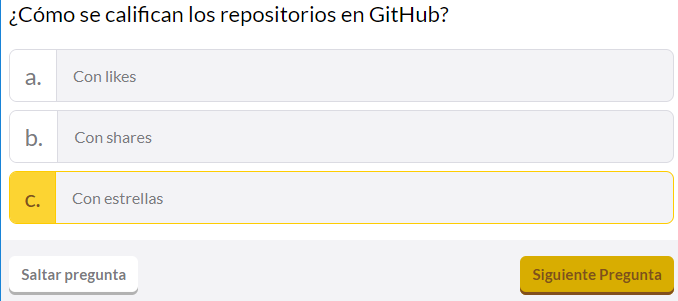 ¿Cómo se califican los repositorios en GitHub?
a. Con likes
b. Con shares
c. Con estrellas
Saltar pregunta Siguiente Pregunta